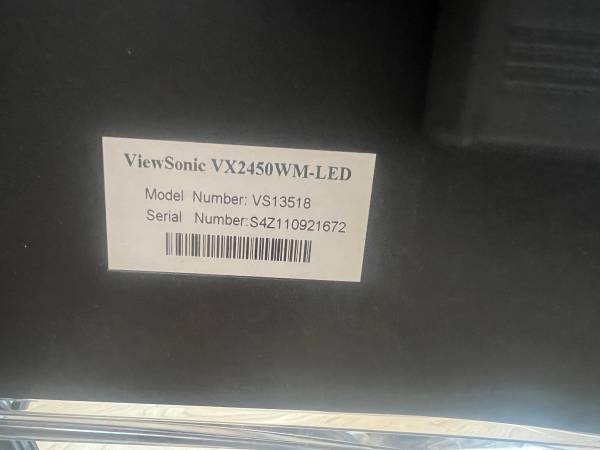 ViewSonic VX2450WM-LED
Model Number: VS13518
Serial Number:S4Z110921672